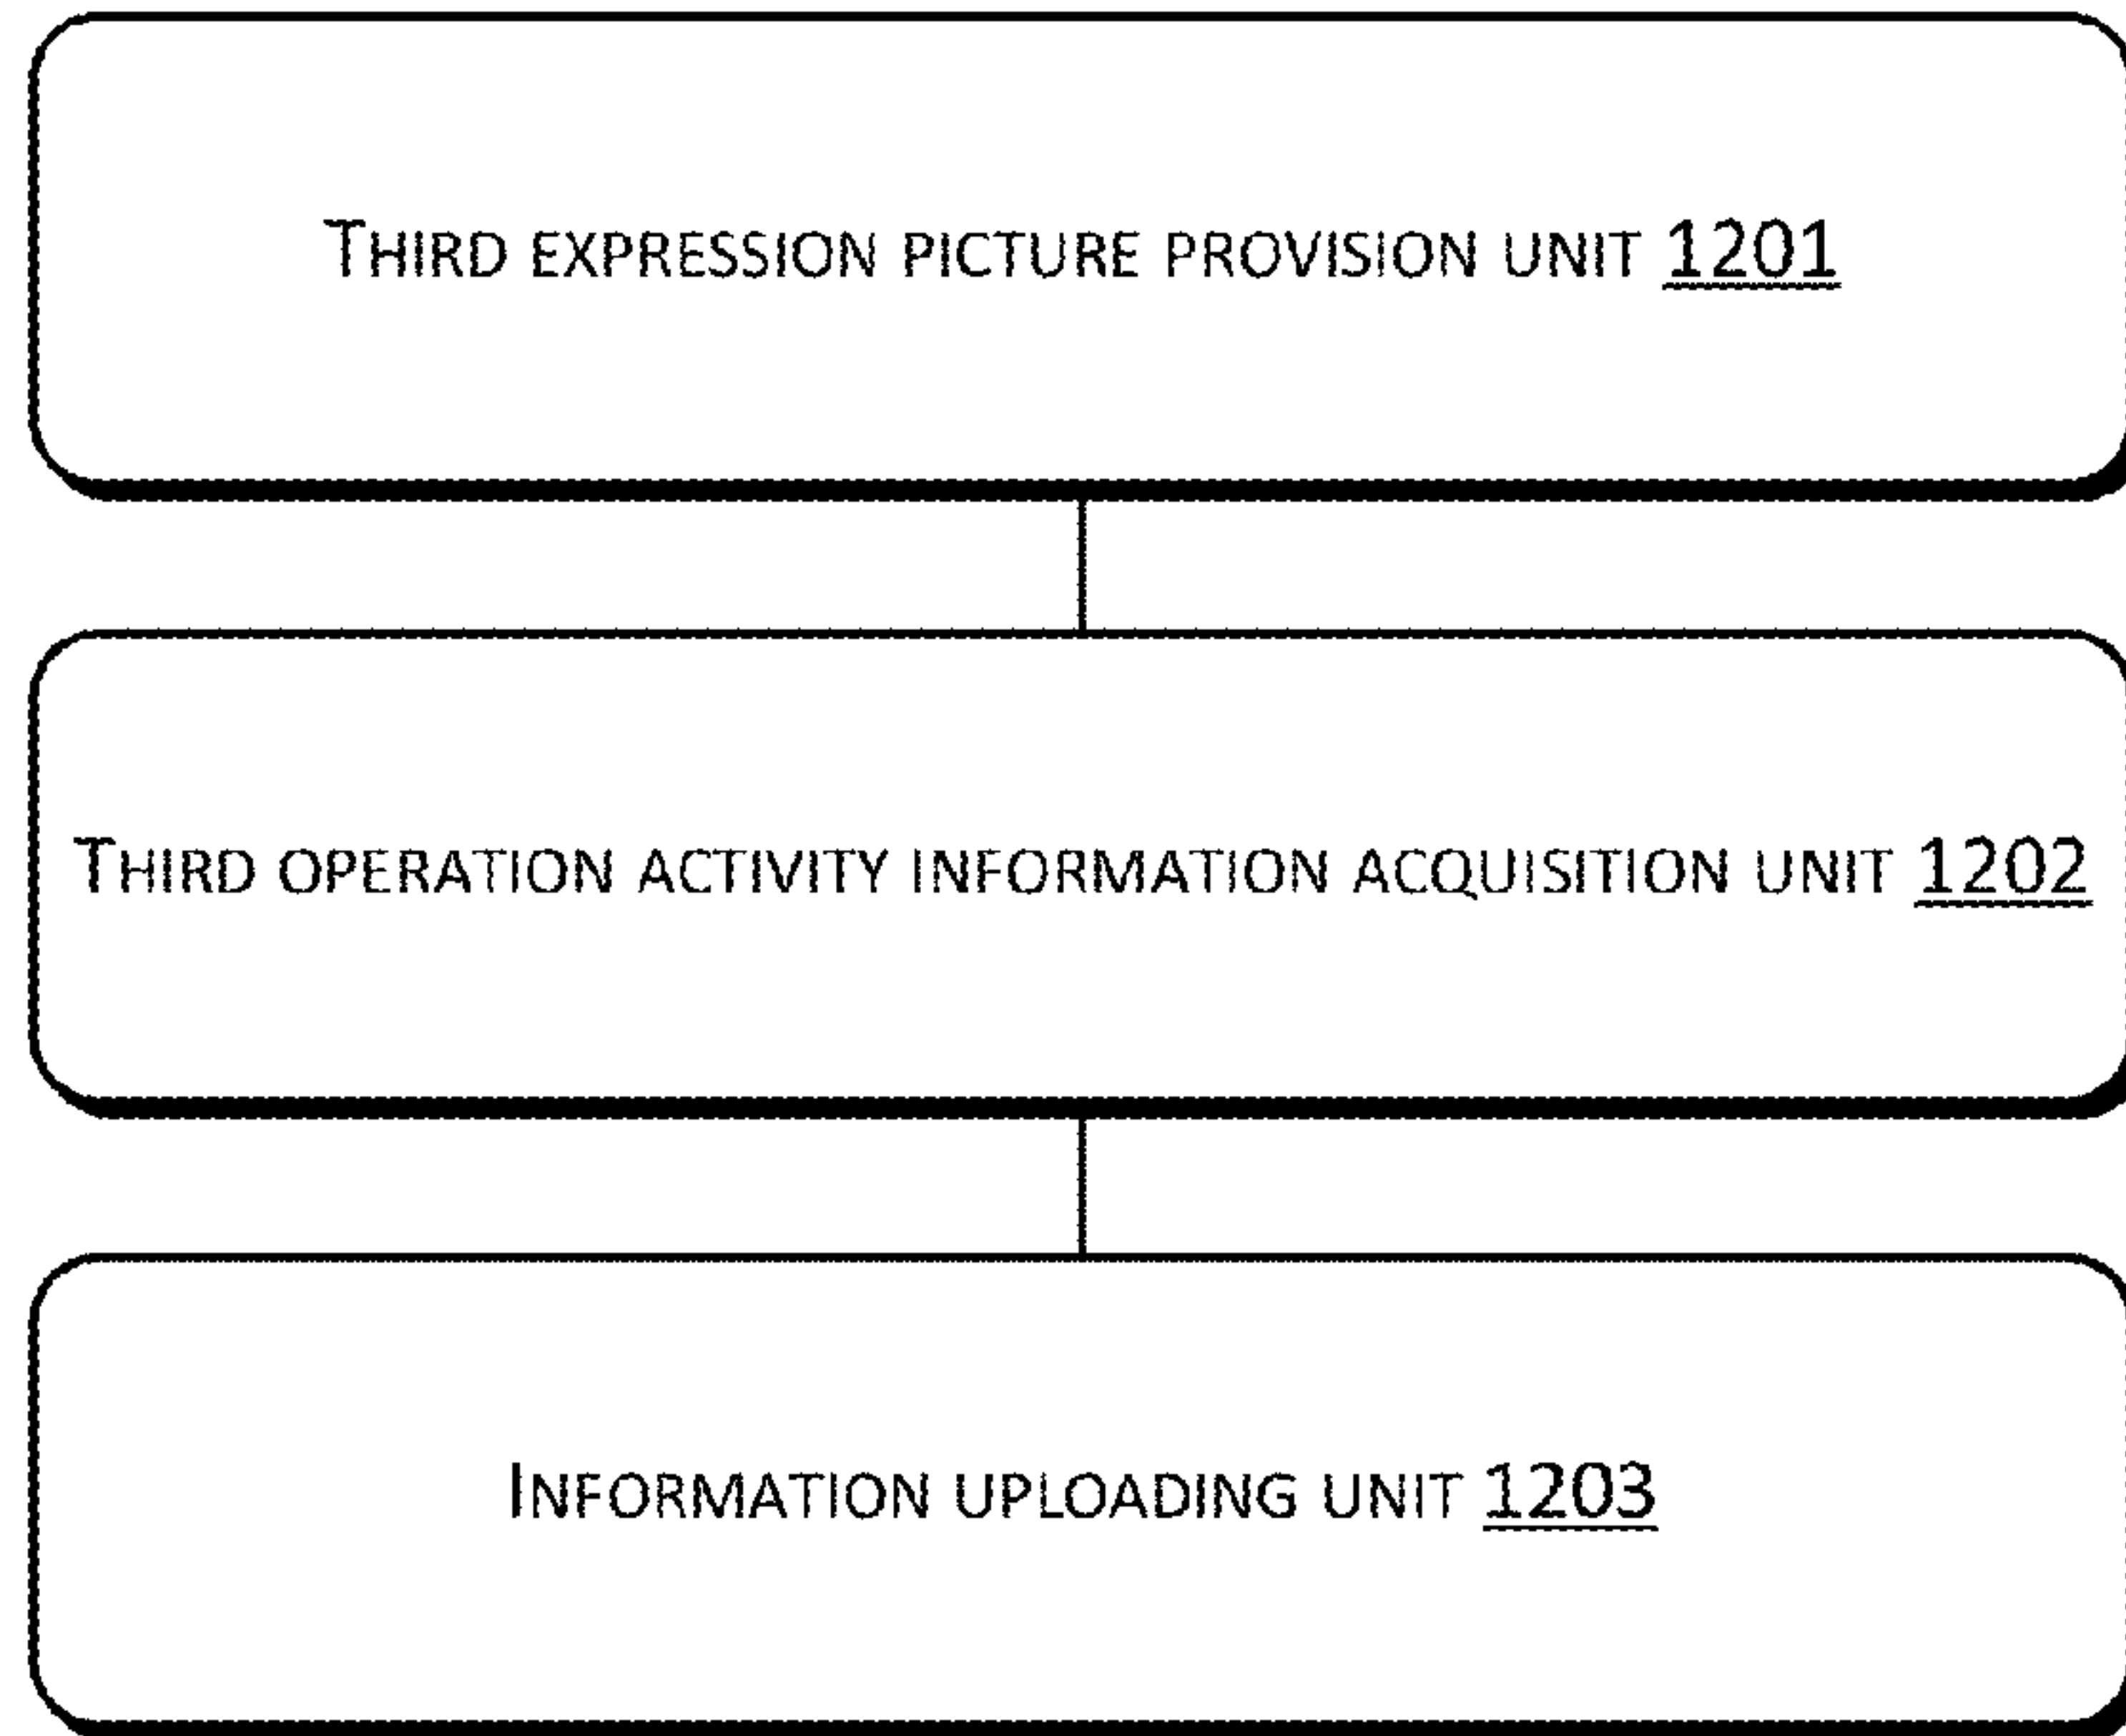 Third expression picture provision unit 1201
Third operation activity information acquisition unit 1202
Information uploading unit 1203